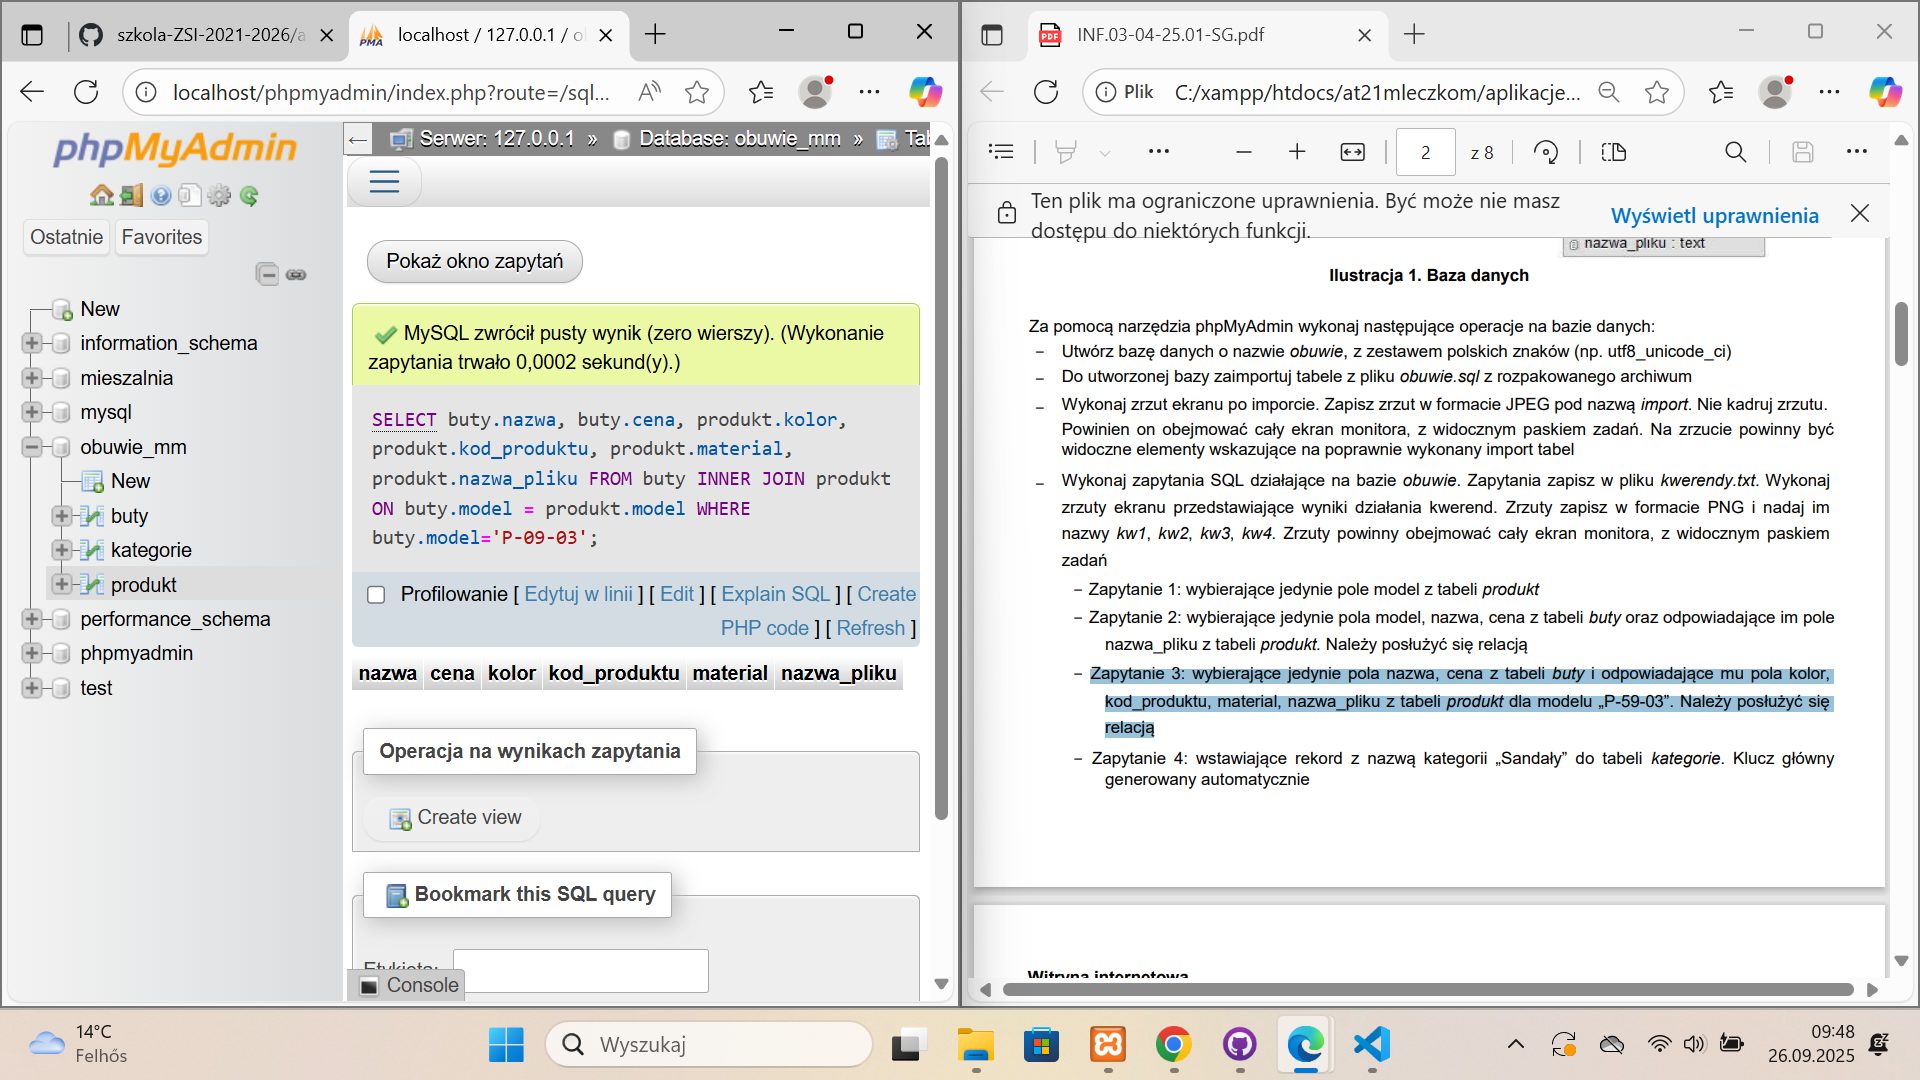 szkola-ZSI-2021-2026/a
localhost / 127.0.0.1 / o
localhost/phpmyadmin/index.php?route=/sql...
phpMyAdmin
Ostatnie
Favorites
New
information_schema
mieszalnia
mysql
obuwie_mm
New
buty
kategorie
produkt
performance_schema
phpmyadmin
test
Serwer: 127.0.0.1 » Database: obuwie_mm » Tab
Pokaż okno zapytań
MySQL zwrócił pusty wynik (zero wierszy). (Wykonanie
zapytania trwało 0,0002 sekund(y).)
SELECT buty.nazwa, buty.cena, produkt.kolor,
produkt.kod_produktu, produkt.material,
produkt.nazwa_pliku FROM buty INNER JOIN produkt
ON buty.model = produkt.model WHERE
buty.model='P-09-03';
Profilowanie [ Edytuj w linii ] [ Edit ] [ Explain SQL ] [ Create
PHP code ] [ Refresh ]
nazwa cena kolor kod_produktu material nazwa_pliku
Operacja na wynikach zapytania
Create view
Bookmark this SQL query
Etykieta:
Console
INF.03-04-25.01-SG.pdf
Plik C:/xampp/htdocs/at21mleczkom/aplikacje...
2 z 8
Ten plik ma ograniczone uprawnienia. Być może nie masz
dostępu do niektórych funkcji.
Wyświetl uprawnienia
nazwa_pliku : text
Ilustracja 1. Baza danych
Za pomocą narzędzia phpMyAdmin wykonaj następujące operacje na bazie danych:
– Utwórz bazę danych o nazwie obuwie, z zestawem polskich znaków (np. utf8_unicode_ci)
– Do utworzonej bazy zaimportuj tabele z pliku obuwie.sql z rozpakowanego archiwum
– Wykonaj zrzut ekranu po imporcie. Zapisz zrzut w formacie JPEG pod nazwą import. Nie kadruj zrzutu.
Powinien on obejmować cały ekran monitora, z widocznym paskiem zadań. Na zrzucie powinny być
widoczne elementy wskazujące na poprawnie wykonany import tabel
– Wykonaj zapytania SQL działające na bazie obuwie. Zapytania zapisz w pliku kwerendy.txt. Wykonaj
zrzuty ekranu przedstawiające wyniki działania kwerend. Zrzuty zapisz w formacie PNG i nadaj im
nazwy kw1, kw2, kw3, kw4. Zrzuty powinny obejmować cały ekran monitora, z widocznym paskiem
zadań
– Zapytanie 1: wybierające jedynie pole model z tabeli produkt
– Zapytanie 2: wybierające jedynie pola model, nazwa, cena z tabeli buty oraz odpowiadające im pole
nazwa_pliku z tabeli produkt. Należy posłużyć się relacją
– Zapytanie 3: wybierające jedynie pola nazwa, cena z tabeli buty i odpowiadające mu pola kolor,
kod_produktu, material, nazwa_pliku z tabeli produkt dla modelu „P-59-03”. Należy posłużyć się
relacją
– Zapytanie 4: wstawiające rekord z nazwą kategorii „Sandały” do tabeli kategorie. Klucz główny
generowany automatycznie
Witryna internetowa
14°C
Felhős
Wyszukaj
09:48
26.09.2025